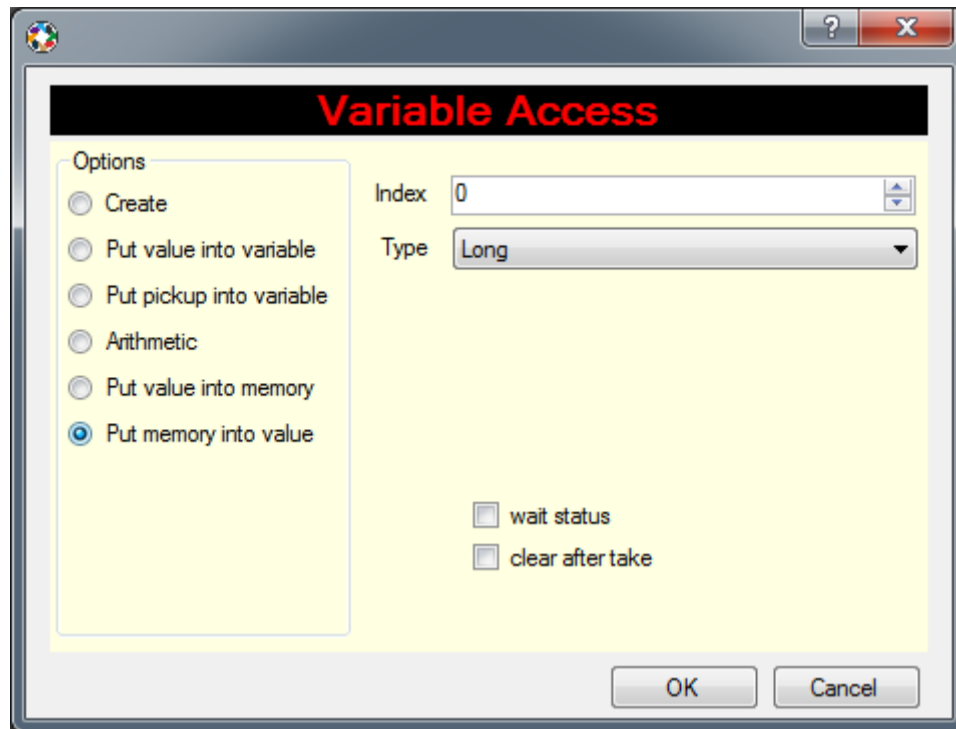 ?
X
Variable Access
Options
Create
Put value into variable
Put pickup into variable
Arithmetic
Put value into memory
Put memory into value
Index 0
Type Long
wait status
clear after take
OK Cancel